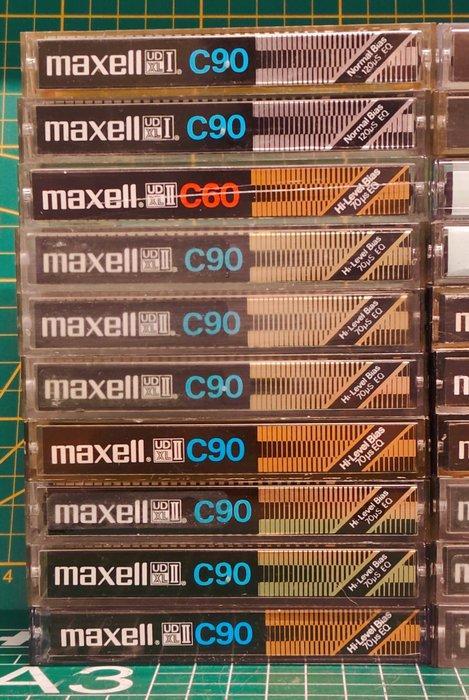 maxell® UD XL I. C90 Normal Bias 120μS EQ
maxell® UD XL I. C90 Normal Bias 120μS EQ
maxell® UD XL II C60 Hi-Level Bias 70μS EQ
maxell® UD XL II C90 Hi-Level Bias 70μS EQ
maxell® UD XL II C90 Hi-Level Bias 70μS EQ
maxell® UD XL II C90 Hi-Level Bias 70μS EQ
maxell® UD XL II C90 Hi-Level Bias 70μS EQ
maxell® UD XL II. C90 Hi-Level Bias 70μS EQ
maxell® UD XL II. C90 Hi-Level Bias 70μS EQ
4
maxell® UD XL II C90 Hi-Level Bias 70μS EQ
A3